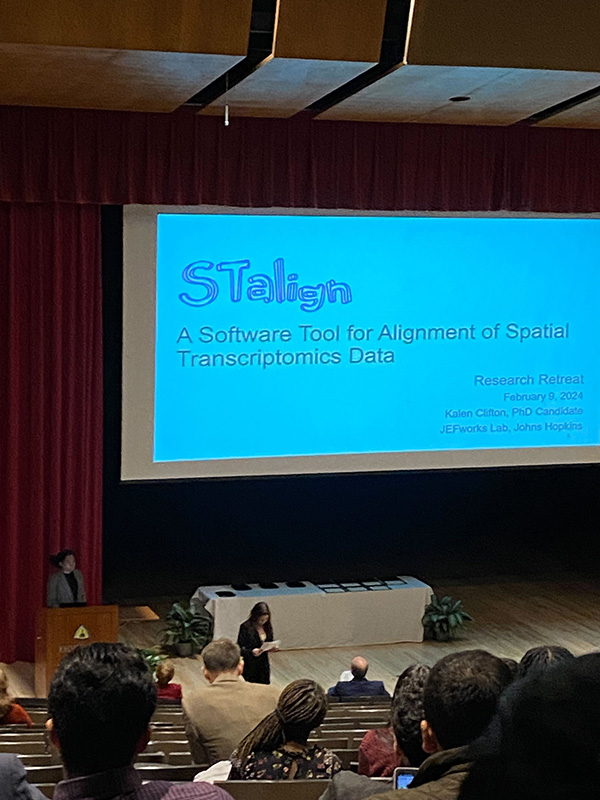 STalign
A Software Tool for Alignment of Spatial
Transcriptomics Data
Research Retreat
February 9, 2024
Kalen Clifton, PhD Candidate
JEFworks Lab, Johns Hopkins